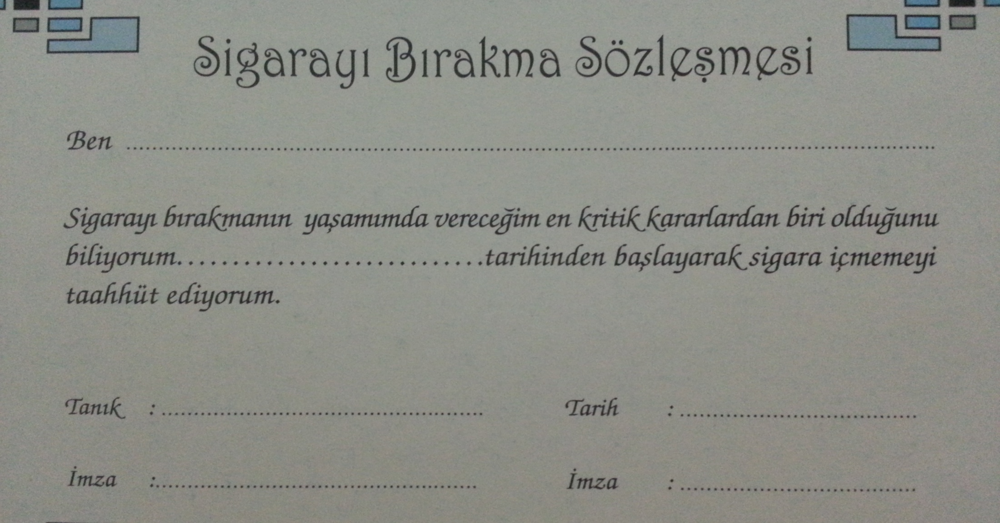 Sigarayı Bırakma Sözleşmesi
Ben ........................................................................................................................
Sigarayı bırakmanın yaşamımda vereceğim en kritik kararlardan biri olduğunu
biliyorum............................tarihinden başlayarak sigara içmemeyi
taahhüt ediyorum.
Tanık : .................................................. Tarih : .....................................
İmza :.................................................. İmza : .....................................